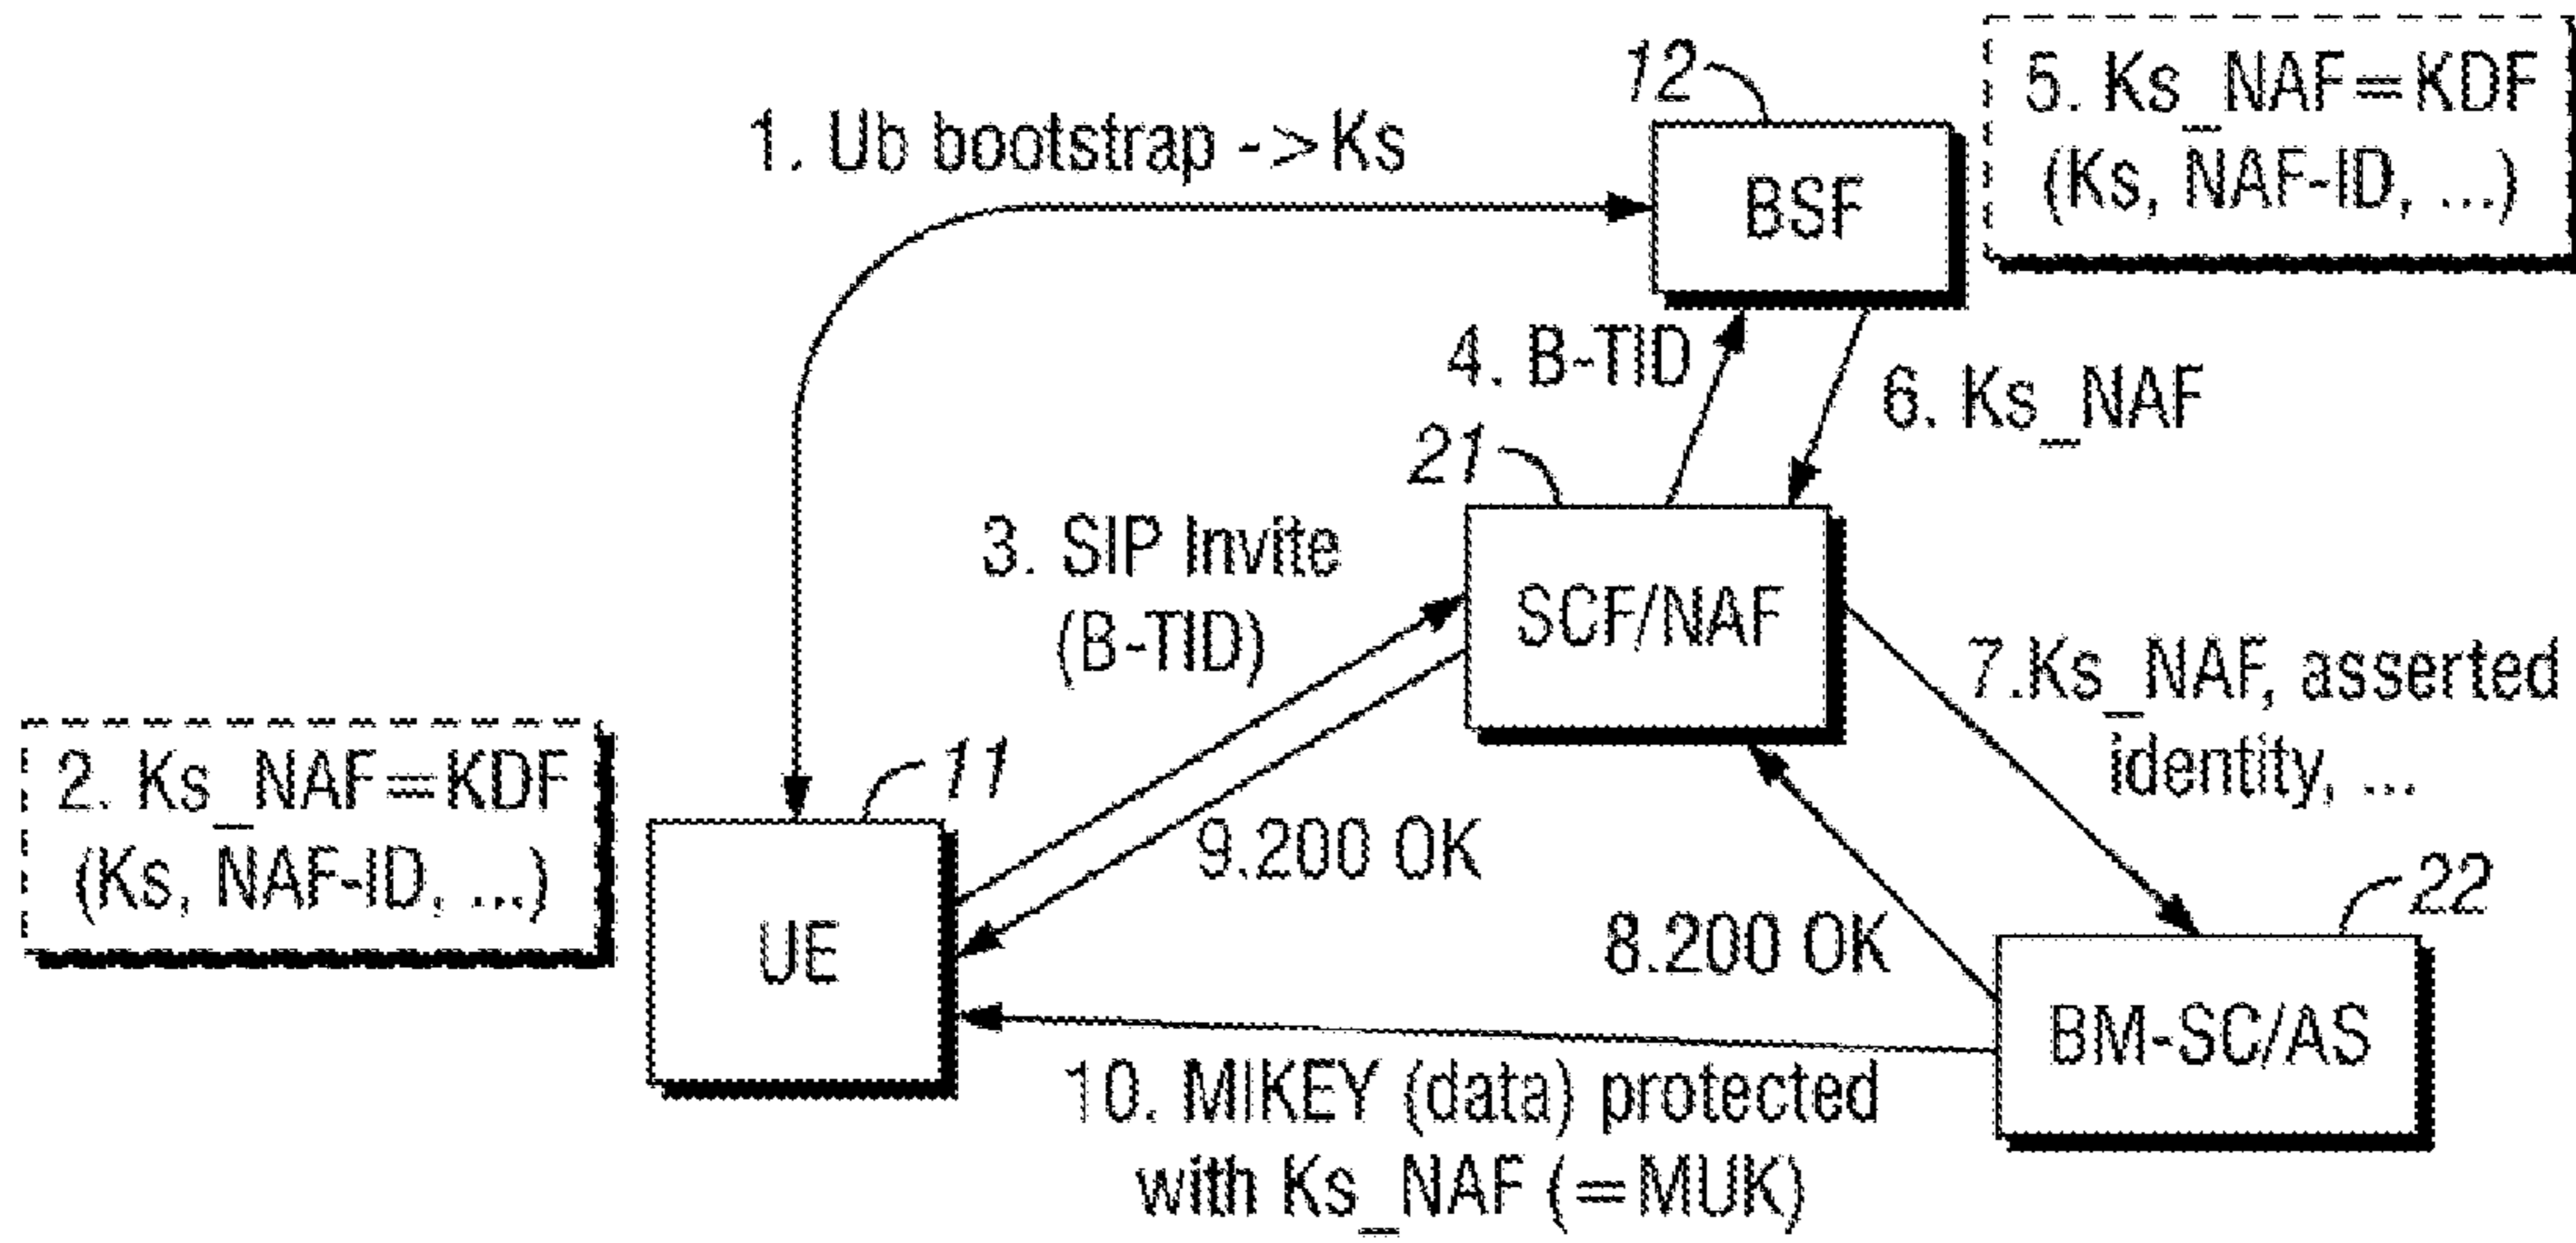 12
5. Ks_NAF=KDF
(Ks, NAF-ID, ...)
1. Ub bootstrap ->Ks
BSF
4. B-TID
6. Ks_NAF
21
3. SIP Invite
(B-TID)
SCF/NAF
7.Ks_NAF, asserted
identity, ...
2. Ks_NAF=KDF
(Ks, NAF-ID, ...)
11
UE
9.200 OK
8.200 OK
22
BM-SC/AS
10. MIKEY (data) protected
with Ks_NAF (=MUK)